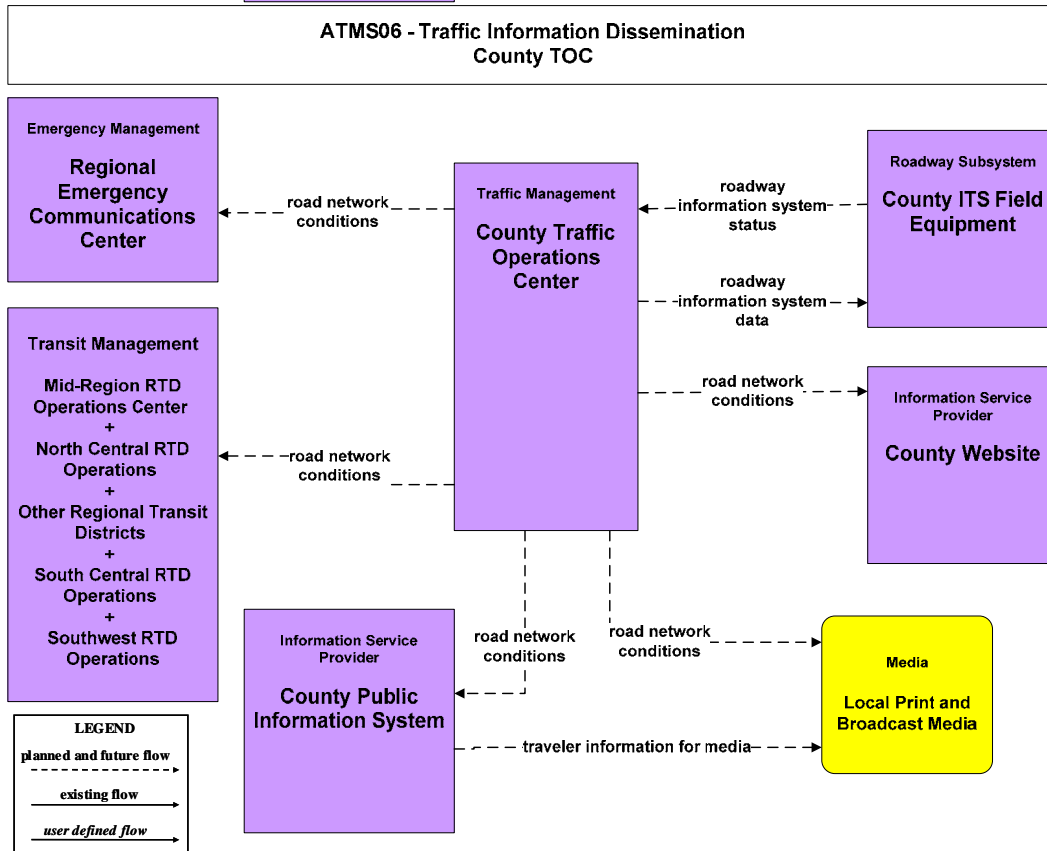 ATMS06 - Traffic Information Dissemination
County TOC
Emergency Management
Regional
Emergency
Communications
Center
road network
conditions
Traffic Management
County Traffic
Operations
Center
roadway
information system
status
roadway
information system
data
Roadway Subsystem
County ITS Field
Equipment
Transit Management
Mid-Region RTD
Operations Center
+
North Central RTD
Operations
+
Other Regional Transit
Districts
+
South Central RTD
Operations
+
Southwest RTD
Operations
road network
conditions
road network
conditions
Information Service
Provider
County Website
Information Service
Provider
County Public
Information System
road network
conditions
road network
conditions
traveler information for media
Media
Local Print and
Broadcast Media
LEGEND
planned and future flow
existing flow
user defined flow